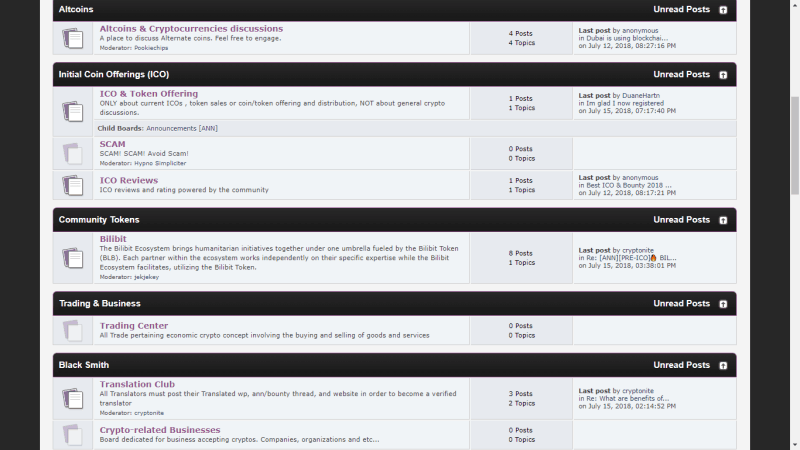 Altcoins
Unread Posts
Altcoins & Cryptocurrencies discussions
A place to discuss Alternate coins. Feel free to engage.
Moderator: Pookiechips
4 Posts
4 Topics
Last post by anonymous
in Dubai is using blockchai...
on July 12, 2018, 08:27:16 PM
Initial Coin Offerings (ICO)
Unread Posts
ICO & Token Offering
ONLY about current ICOs , token sales or coin/token offering and distribution, NOT about general crypto
discussions.
1 Posts
1 Topics
Last post by DuaneHartn
in Im glad I now registered
on July 15, 2018, 07:17:40 PM
Child Boards: Announcements [ANN]
SCAM
SCAM! SCAM! Avoid Scam!
Moderator: Hypno Simpliciter
0 Posts
0 Topics
ICO Reviews
ICO reviews and rating powered by the community
1 Posts
1 Topics
Last post by anonymous
in Best ICO & Bounty 2018 ...
on July 12, 2018, 08:17:21 PM
Community Tokens
Unread Posts
Bilibit
The Bilibit Ecosystem brings humanitarian initiatives together under one umbrella fueled by the Bilibit Token
(BLB). Each partner within the ecosystem works independently on their specific expertise while the Bilibit
Ecosystem facilitates, utilizing the Bilibit Token.
Moderator: jekjekey
8 Posts
1 Topics
Last post by cryptonite
in Re: [ANN][PRE-ICO]🔥 BIL...
on July 15, 2018, 03:38:01 PM
Trading & Business
Unread Posts
Trading Center
All Trade pertaining economic crypto concept involving the buying and selling of goods and services
0 Posts
0 Topics
Black Smith
Unread Posts
Translation Club
All Translators must post their Translated wp, ann/bounty thread, and website in order to become a verified
translator
Moderator: cryptonite
3 Posts
2 Topics
Last post by cryptonite
in Re: What are benefits of...
on July 15, 2018, 02:14:52 PM
Crypto-related Businesses
Board dedicated for business accepting cryptos. Companies, organizations and etc...
0 Posts
0 Topics